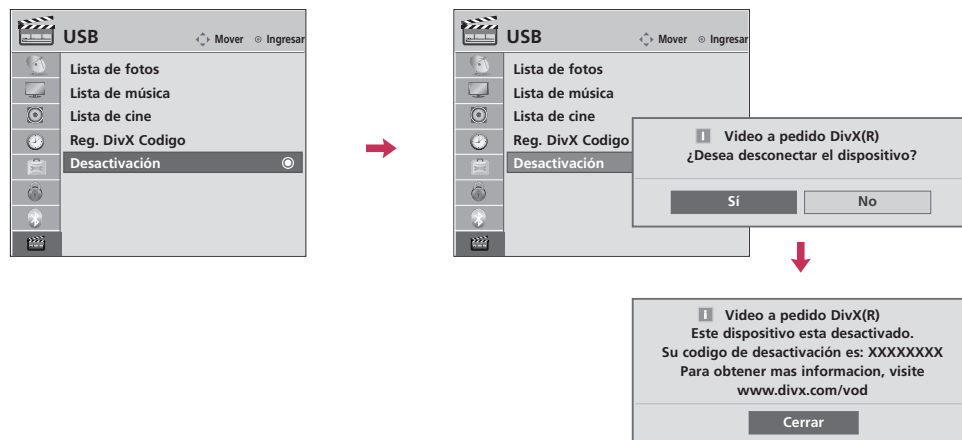 USB Mover Ingresar
Lista de fotos
Lista de música
Lista de cine
Reg. DivX Codigo
Desactivación
USB Mover Ingresar
Lista de fotos
Lista de música
Lista de cine
Reg. DivX Codigo
Desactivación
Video a pedido DivX(R)
¿Desea desconectar el dispositivo?
Sí No
Video a pedido DivX(R)
Este dispositivo esta desactivado.
Su codigo de desactivación es: XXXXXXXX
Para obtener mas informacion, visite
www.divx.com/vod
Cerrar